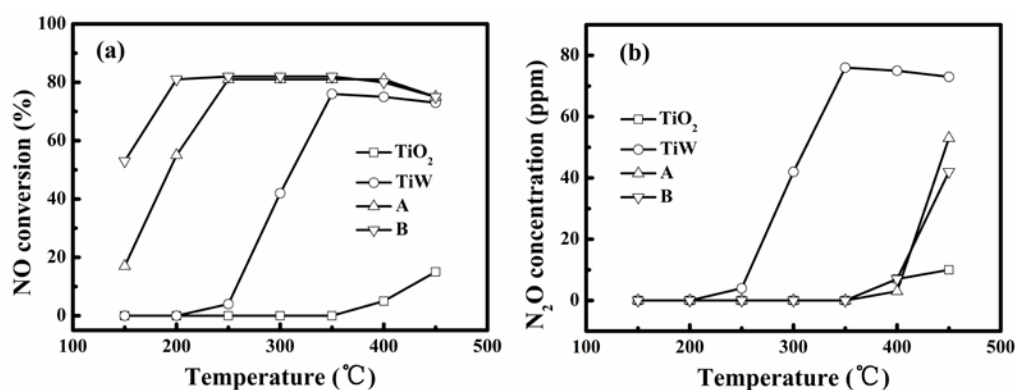 (a)
NO conversion (%)
100
80
60
40
20
0
TiO₂
TiW
A
B
100
200
300
400
500
Temperature (℃)
(b)
N₂O concentration (ppm)
80
60
40
20
0
TiO₂
TiW
A
B
100
200
300
400
500
Temperature (℃)